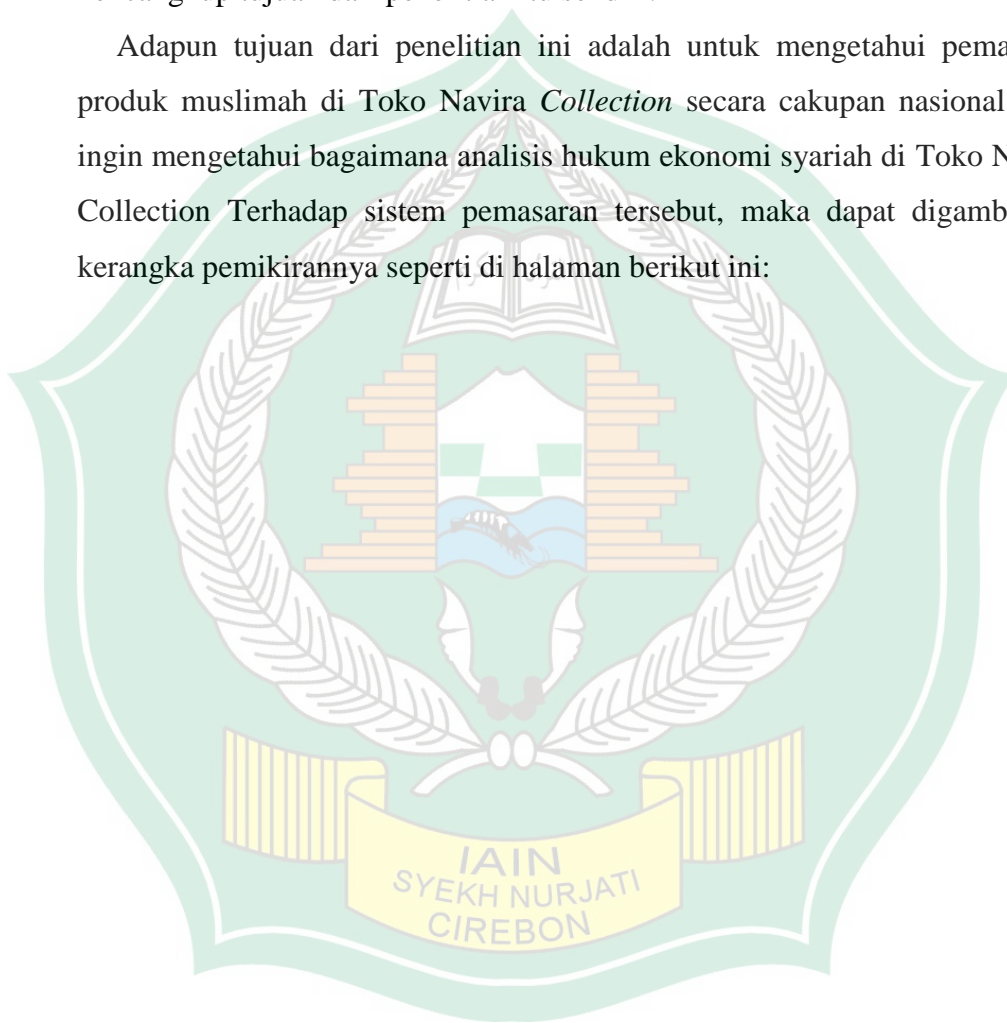 Adapun tujuan dari penelitian ini adalah untuk mengetahui
produk muslimah di Toko Navira Collection secara cakupan nasional
ingin mengetahui bagaimana analisis hukum ekonomi syariah di Toko
Collection Terhadap sistem pemasaran tersebut, maka dapat
kerangka pemikirannya seperti di halaman berikut ini:
IAIN
SYEKH NURJATI
CIREBON